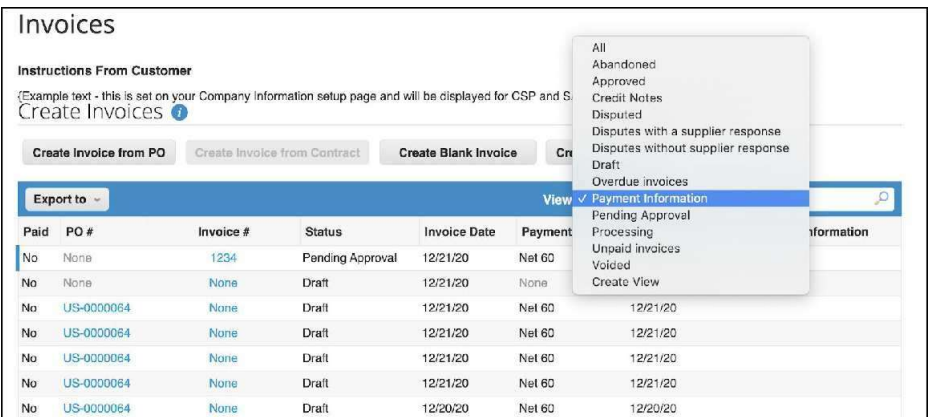 Invoices
Instructions From Customer
{Example text - this is set on your Company Information setup page and will be displayed for CSP and S
Create Invoices i
Create Invoice from PO Create Invoice from Contract Create Blank Invoice Cre
Export to View
All
Abandoned
Approved
Credit Notes
Disputed
Disputes with a supplier response
Disputes without supplier response
Draft
Overdue invoices
✓ Payment Information
Pending Approval
Processing
Unpaid invoices
Voided
Create View
Paid PO # Invoice # Status Invoice Date Payment nformation
No None 1234 Pending Approval 12/21/20 Net 60
No None None Draft 12/21/20 None
No US-0000064 None Draft 12/21/20 Net 60 12/21/20
No US-0000064 None Draft 12/21/20 Net 60 12/21/20
No US-0000064 None Draft 12/21/20 Net 60 12/21/20
No US-0000064 None Draft 12/21/20 Net 60 12/21/20
No US-0000064 None Draft 12/20/20 Net 60 12/20/20